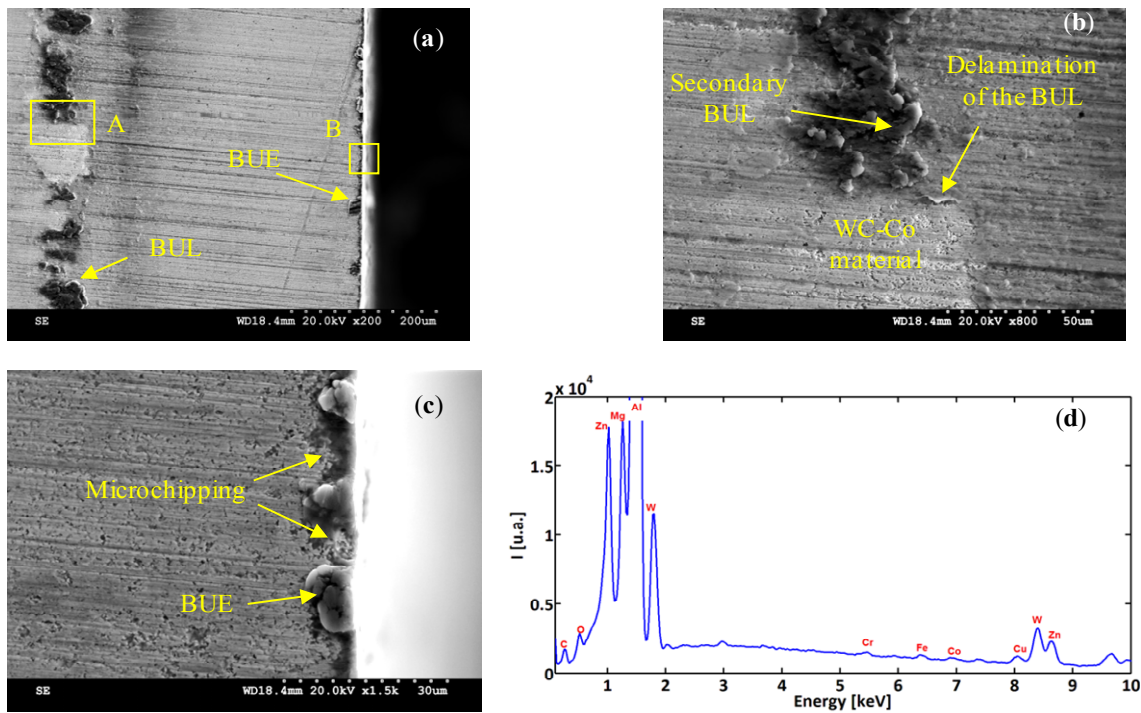 (a)
A
B
BUE
BUL
SE
WD18.4mm 20.0kV x200 200um
(b)
Secondary
BUL
Delamination
of the BUL
WC-Co
material
SE
WD18.4mm 20.0kV x800 50um
(c)
Microchipping
BUE
SE
WD18.4mm 20.0kV x1.5k 30um
(d)
2 x 10^4
1.5
1
0.5
0
I [u.a.]
C
O
Zn
Mg
Al
W
Cr
Fe
Co
Cu
W
Zn
1 2 3 4 5 6 7 8 9 10
Energy [keV]